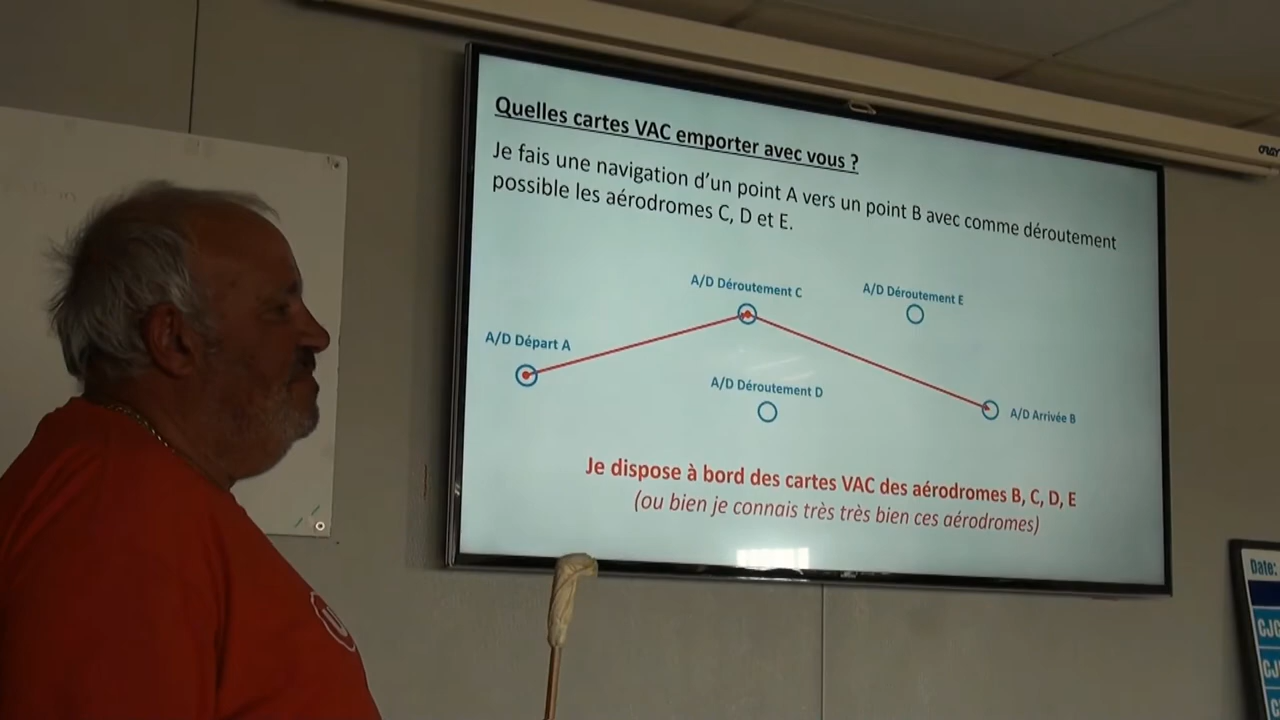 Quelles cartes VAC emporter avec vous ?
Je fais une navigation d'un point A vers un point B avec comme déroutement
possible les aérodromes C, D et E.
A/D Déroutement C
A/D Déroutement E
A/D Départ A
A/D Déroutement D
A/D Arrivée B
Je dispose à bord des cartes VAC des aérodromes B, C, D, E
(ou bien je connais très très bien ces aérodromes)
Date: